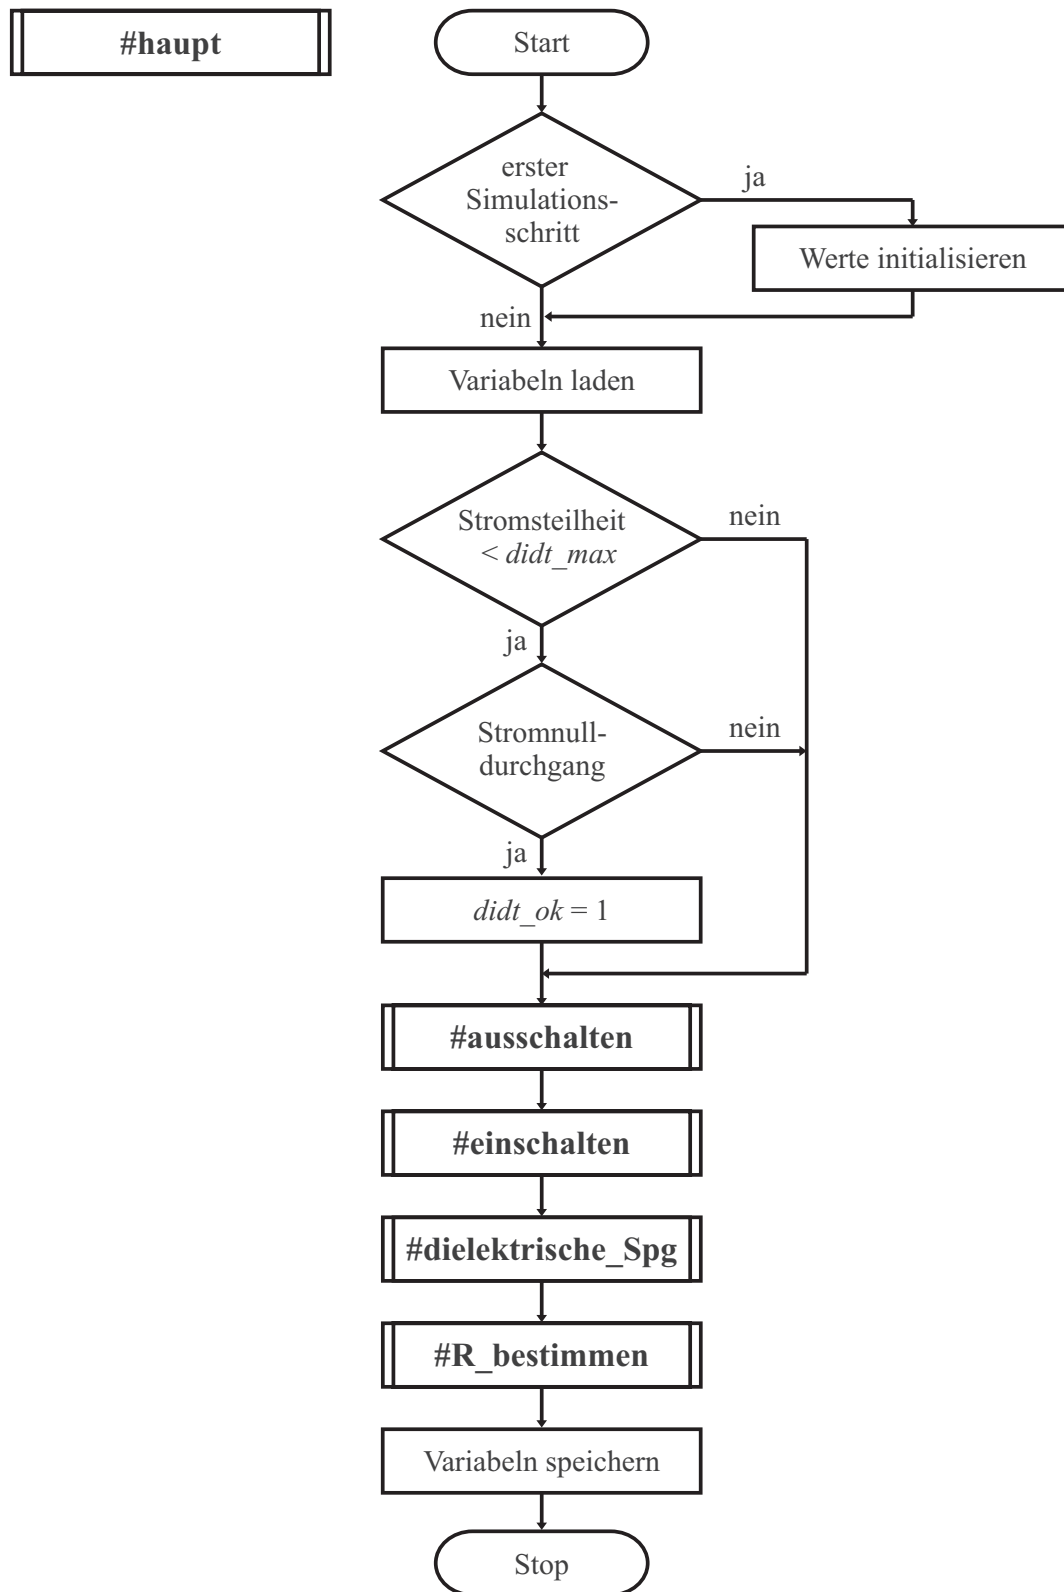 #haupt
Start
erster
Simulations-
schritt
ja
Werte initialisieren
nein
Variabeln laden
Stromsteilheit
< didt_max
nein
ja
Stromnull-
durchgang
nein
ja
didt_ok = 1
#ausschalten
#einschalten
#dielektrische_Spg
#R_bestimmen
Variabeln speichern
Stop